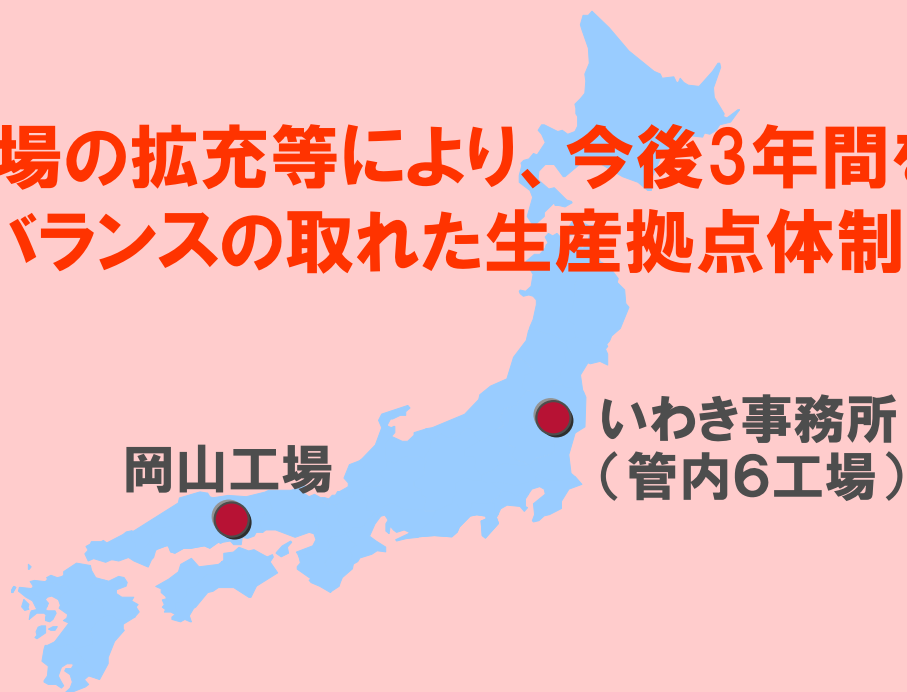 場の拡充等により、今後3年間を
バランスの取れた生産拠点体制
いわき事務所
（管内６工場）
岡山工場